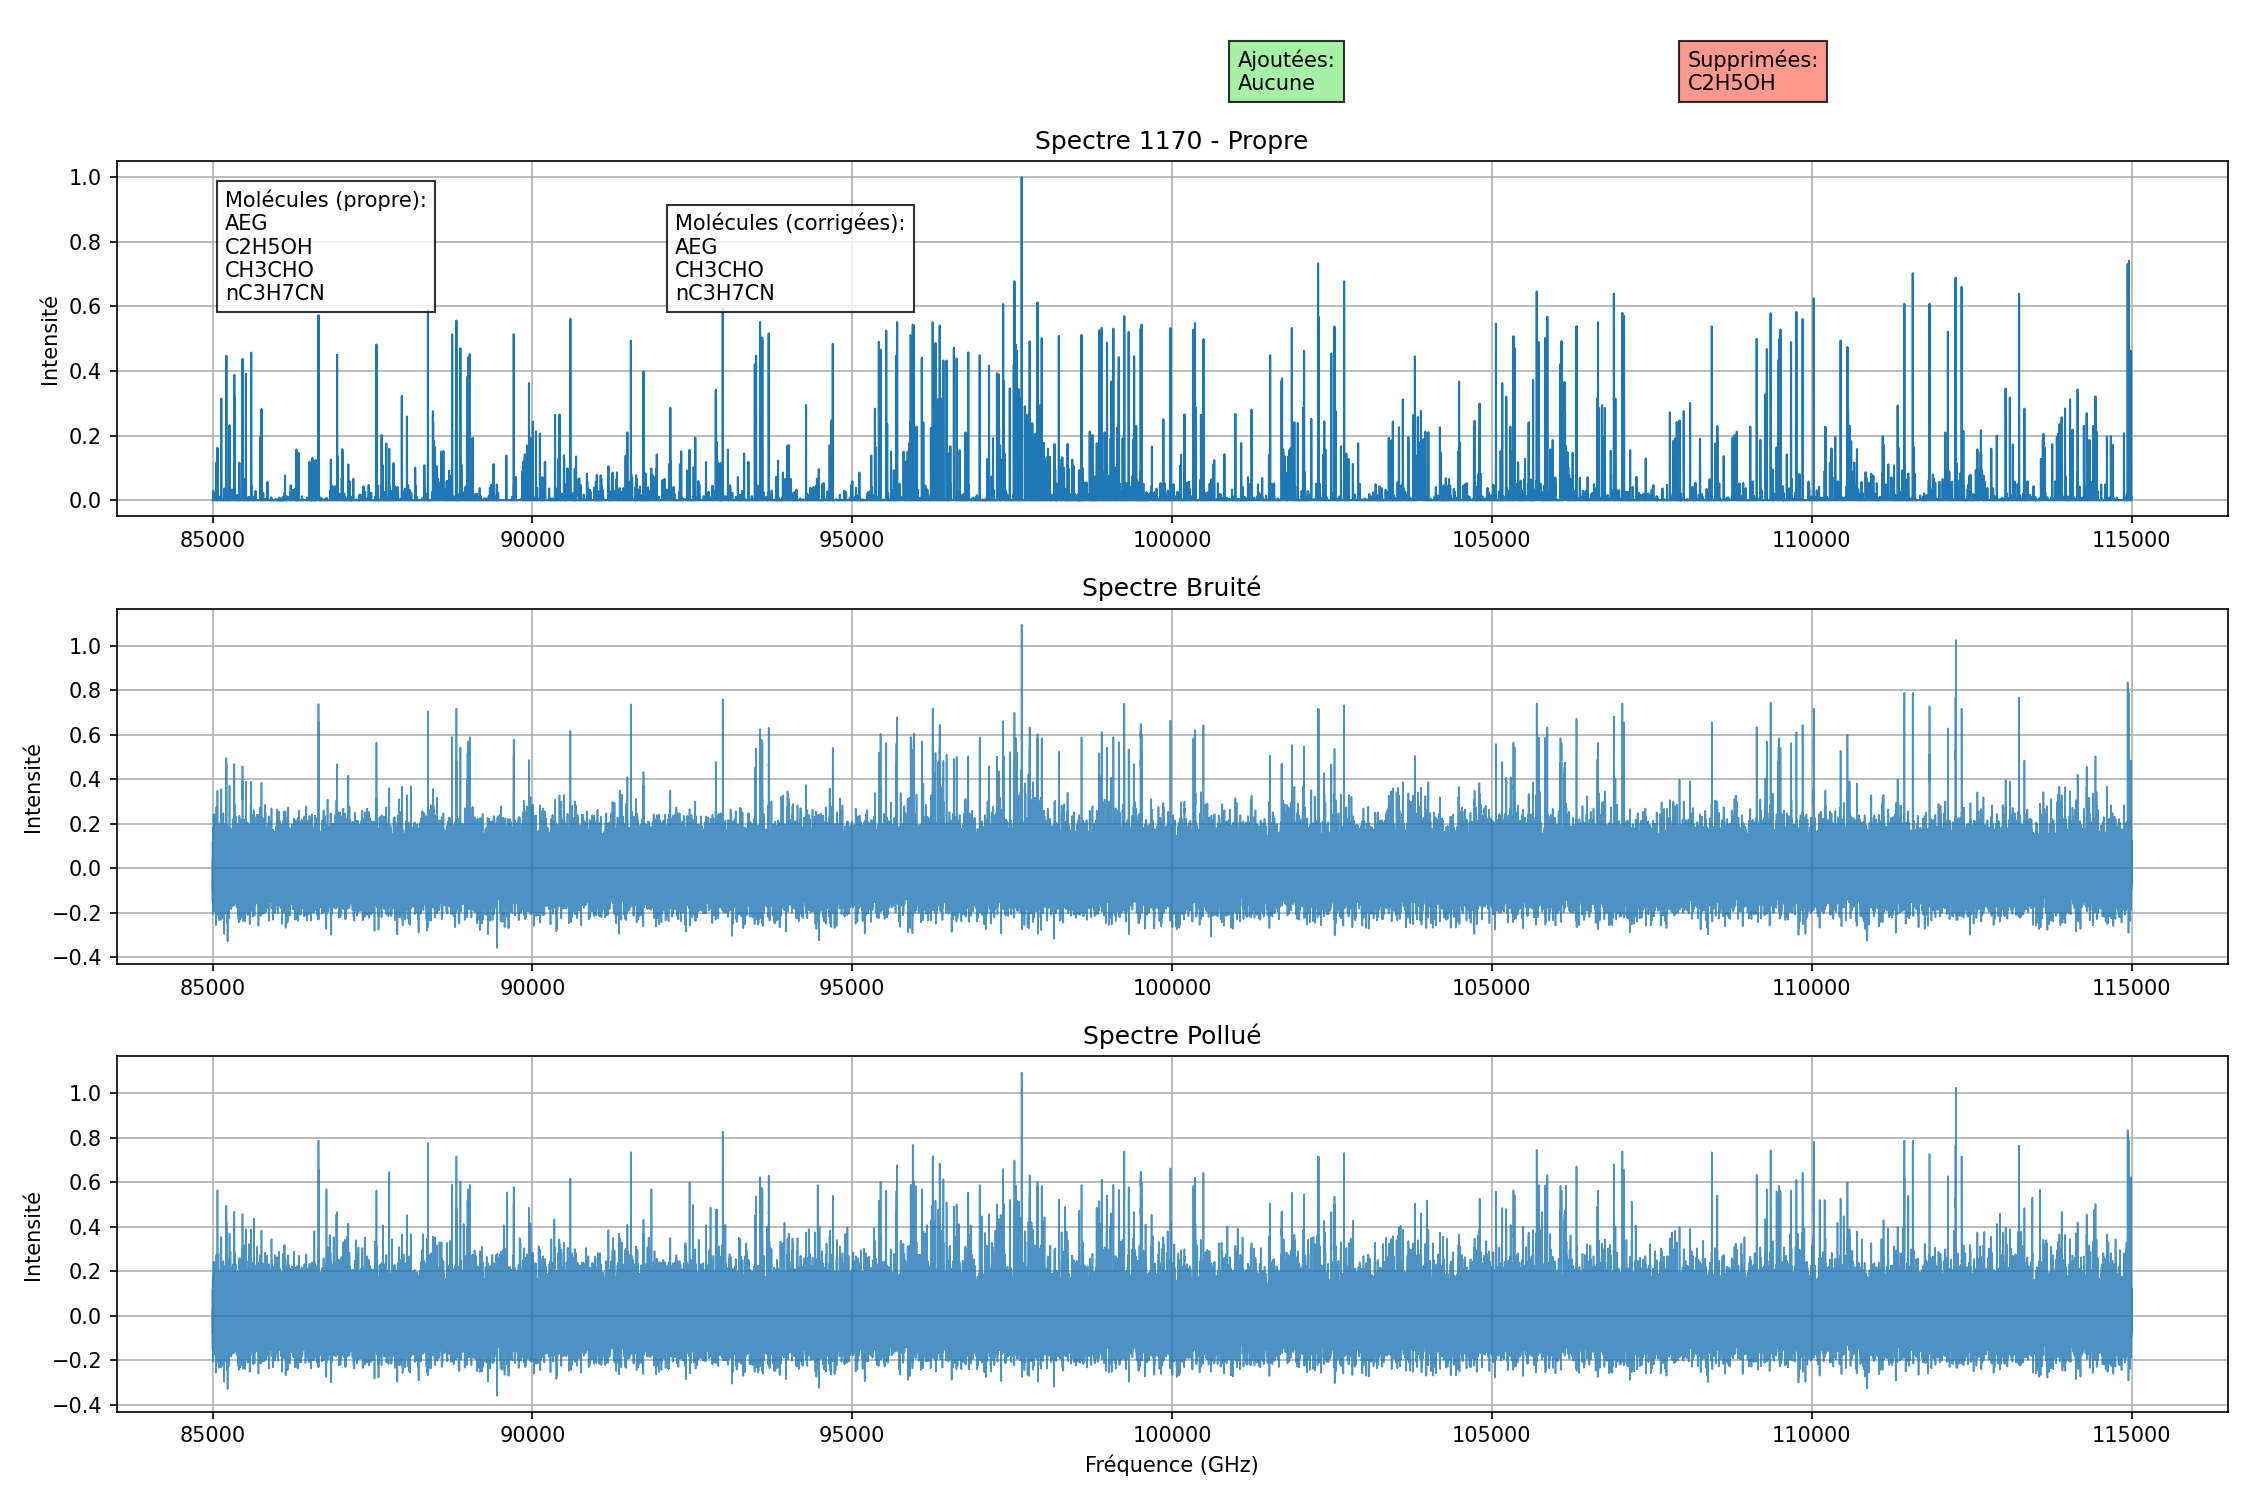 Ajoutées:
Aucune
Supprimées:
C2H5OH
Spectre 1170 - Propre
Intensité
1.0
0.8
0.6
0.4
0.2
0.0
Molécules (propre):
AEG
C2H5OH
CH3CHO
nC3H7CN
Molécules (corrigées):
AEG
CH3CHO
nC3H7CN
85000 90000 95000 100000 105000 110000 115000
Spectre Bruité
Intensité
1.0
0.8
0.6
0.4
0.2
0.0
−0.2
−0.4
85000 90000 95000 100000 105000 110000 115000
Spectre Pollué
Intensité
1.0
0.8
0.6
0.4
0.2
0.0
−0.2
−0.4
85000 90000 95000 100000 105000 110000 115000
Fréquence (GHz)